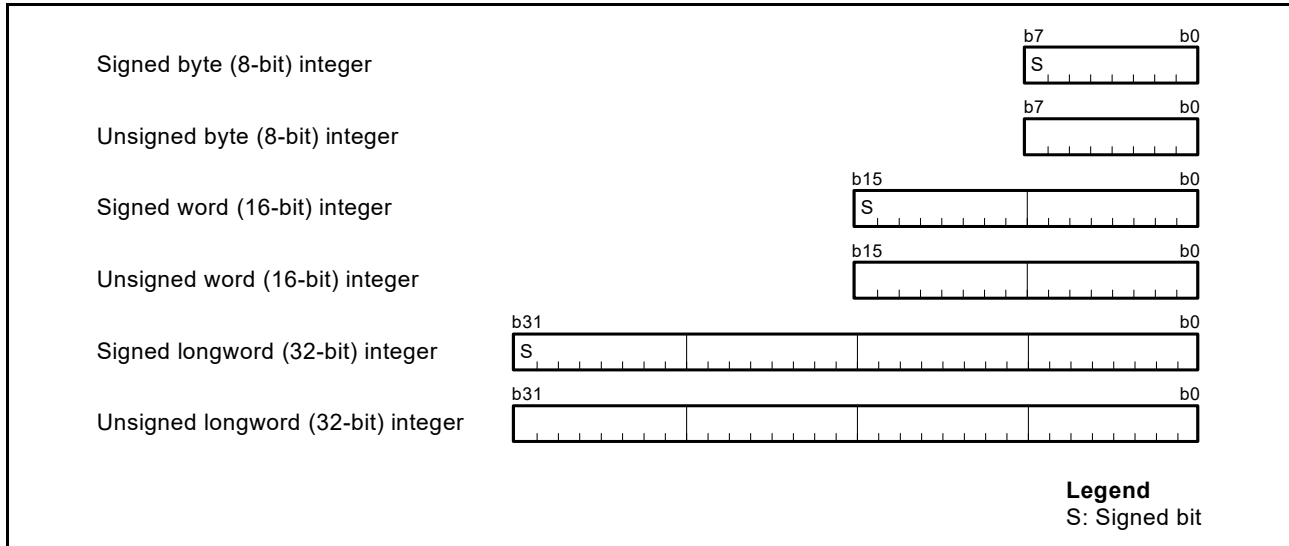 b7 b0
Signed byte (8-bit) integer S
b7 b0
Unsigned byte (8-bit) integer
b15 b0
Signed word (16-bit) integer S
b15 b0
Unsigned word (16-bit) integer
b31 b0
Signed longword (32-bit) integer S
b31 b0
Unsigned longword (32-bit) integer
Legend
S: Signed bit